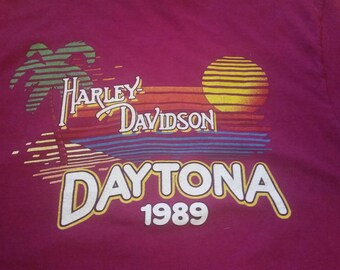 HARLEY-
DAVIDSON
DAYTONA
1989